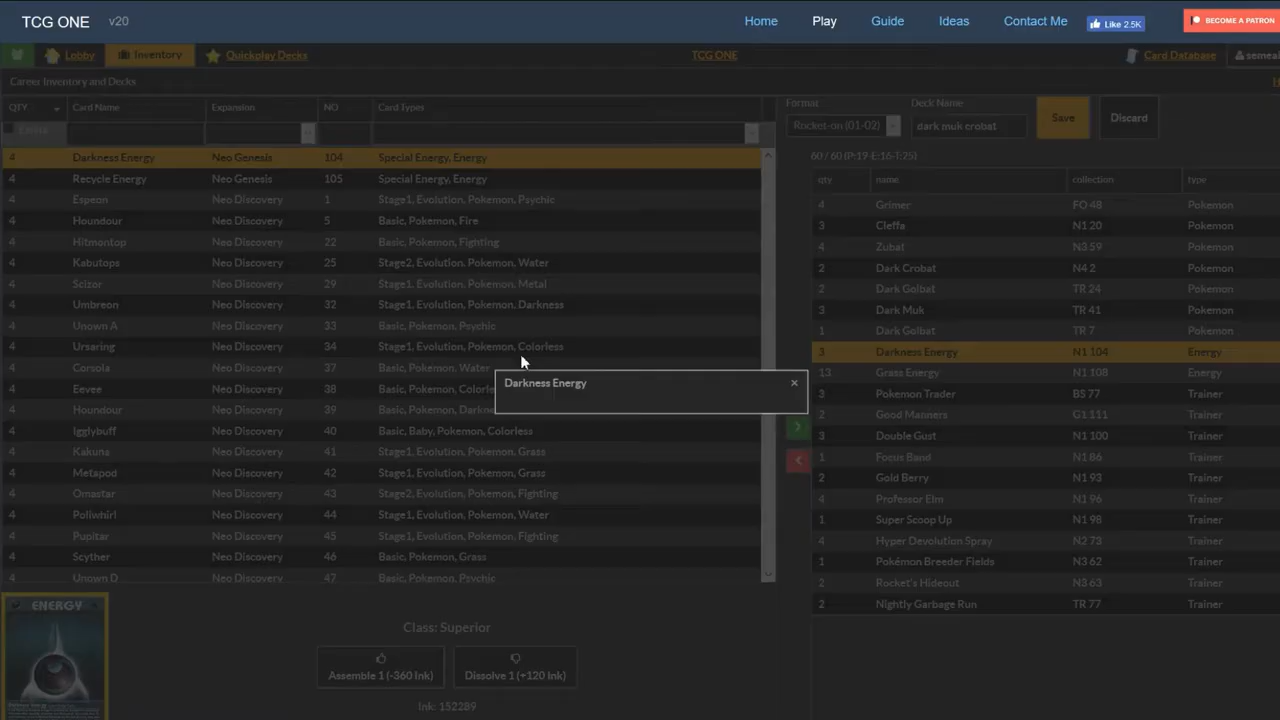 TCG ONE v20 Home Play Guide Ideas Contact Me Like 2.5K BECOME A PATRON
Lobby Inventory Quickplay Decks TCG ONE Card Database
Career Inventory and Decks
QTY Card Name Expansion NO Card Types
4 Darkness Energy Neo Genesis 104 Special Energy, Energy
4 Recycle Energy Neo Genesis 105 Special Energy, Energy
4 Espeon Neo Discovery 1 Stage1, Evolution, Pokemon, Psychic
4 Houndour Neo Discovery 5 Basic, Pokemon, Fire
4 Hitmontop Neo Discovery 22 Basic, Pokemon, Fighting
4 Kabutops Neo Discovery 25 Stage2, Evolution, Pokemon, Water
4 Scizor Neo Discovery 29 Stage1, Evolution, Pokemon, Metal
4 Umbreon Neo Discovery 32 Stage1, Evolution, Pokemon, Darkness
4 Unown A Neo Discovery 33 Basic, Pokemon, Psychic
4 Ursaring Neo Discovery 34 Stage1, Evolution, Pokemon, Colorless
4 Corsola Neo Discovery 37 Basic, Pokemon, Water
4 Eevee Neo Discovery 38 Basic, Pokemon,
4 Houndour Neo Discovery 39 Basic, Pokemon,
4 Igglybuff Neo Discovery 40 Basic, Baby, Pokemon, Colorless
4 Kakuna Neo Discovery 41 Stage1, Evolution, Pokemon, Grass
4 Metapod Neo Discovery 42 Stage1, Evolution, Pokemon, Grass
4 Omastar Neo Discovery 43 Stage2, Evolution, Pokemon, Fighting
4 Poliwhirl Neo Discovery 44 Stage1, Evolution, Pokemon, Water
4 Pupitar Neo Discovery 45 Stage1, Evolution, Pokemon, Fighting
4 Scyther Neo Discovery 46 Basic, Pokemon, Grass
4 Unown D Neo Discovery 47 Basic, Pokemon, Psychic
Darkness Energy ×
Format Deck Name
Rocket-on (01-02) dark muk crobat Save Discard
60 / 60 (P:19-E:16-T:25)
qty name collection type
4 Grimer FO 48 Pokemon
3 Cleffa N1 20 Pokemon
4 Zubat N3 59 Pokemon
2 Dark Crobat N4 2 Pokemon
2 Dark Golbat TR 24 Pokemon
3 Dark Muk TR 41 Pokemon
1 Dark Golbat TR 7 Pokemon
3 Darkness Energy N1 104 Energy
13 Grass Energy N1 108 Energy
3 Pokemon Trader BS 77 Trainer
2 Good Manners G1 111 Trainer
3 Double Gust N1 100 Trainer
1 Focus Band N1 86 Trainer
2 Gold Berry N1 93 Trainer
4 Professor Elm N1 96 Trainer
1 Super Scoop Up N1 98 Trainer
4 Hyper Devolution Spray N2 73 Trainer
1 Pokémon Breeder Fields N3 62 Trainer
2 Rocket's Hideout N3 63 Trainer
2 Nightly Garbage Run TR 77 Trainer
ENERGY
Class: Superior
Assemble 1 (-360 Ink) Dissolve 1 (+120 Ink)
Ink: 152289